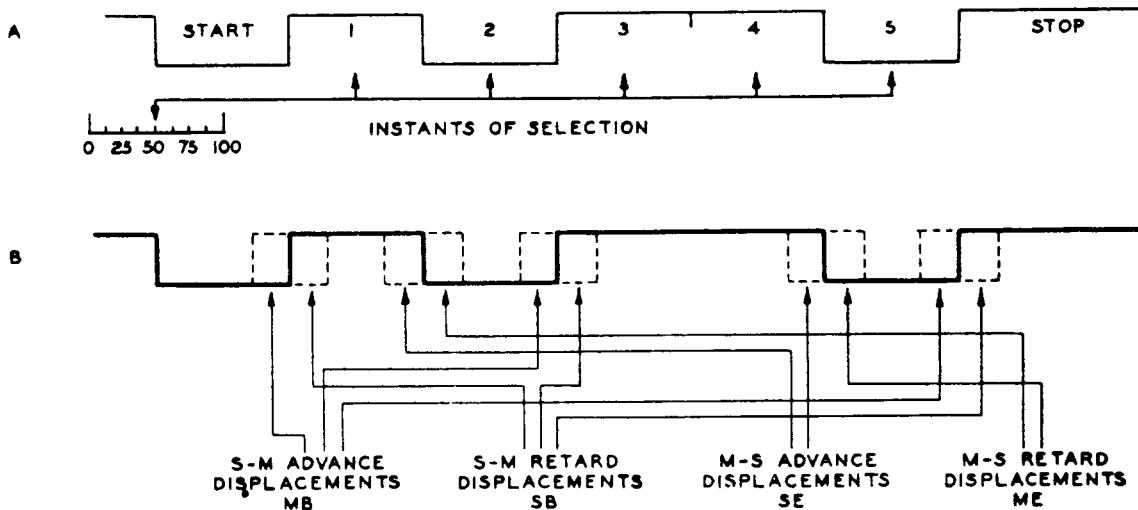 A START 1 2 3 4 5 STOP
INSTANTS OF SELECTION
0 25 50 75 100
B
S-M ADVANCE DISPLACEMENTS MB
S-M RETARD DISPLACEMENTS SB
M-S ADVANCE DISPLACEMENTS SE
M-S RETARD DISPLACEMENTS ME